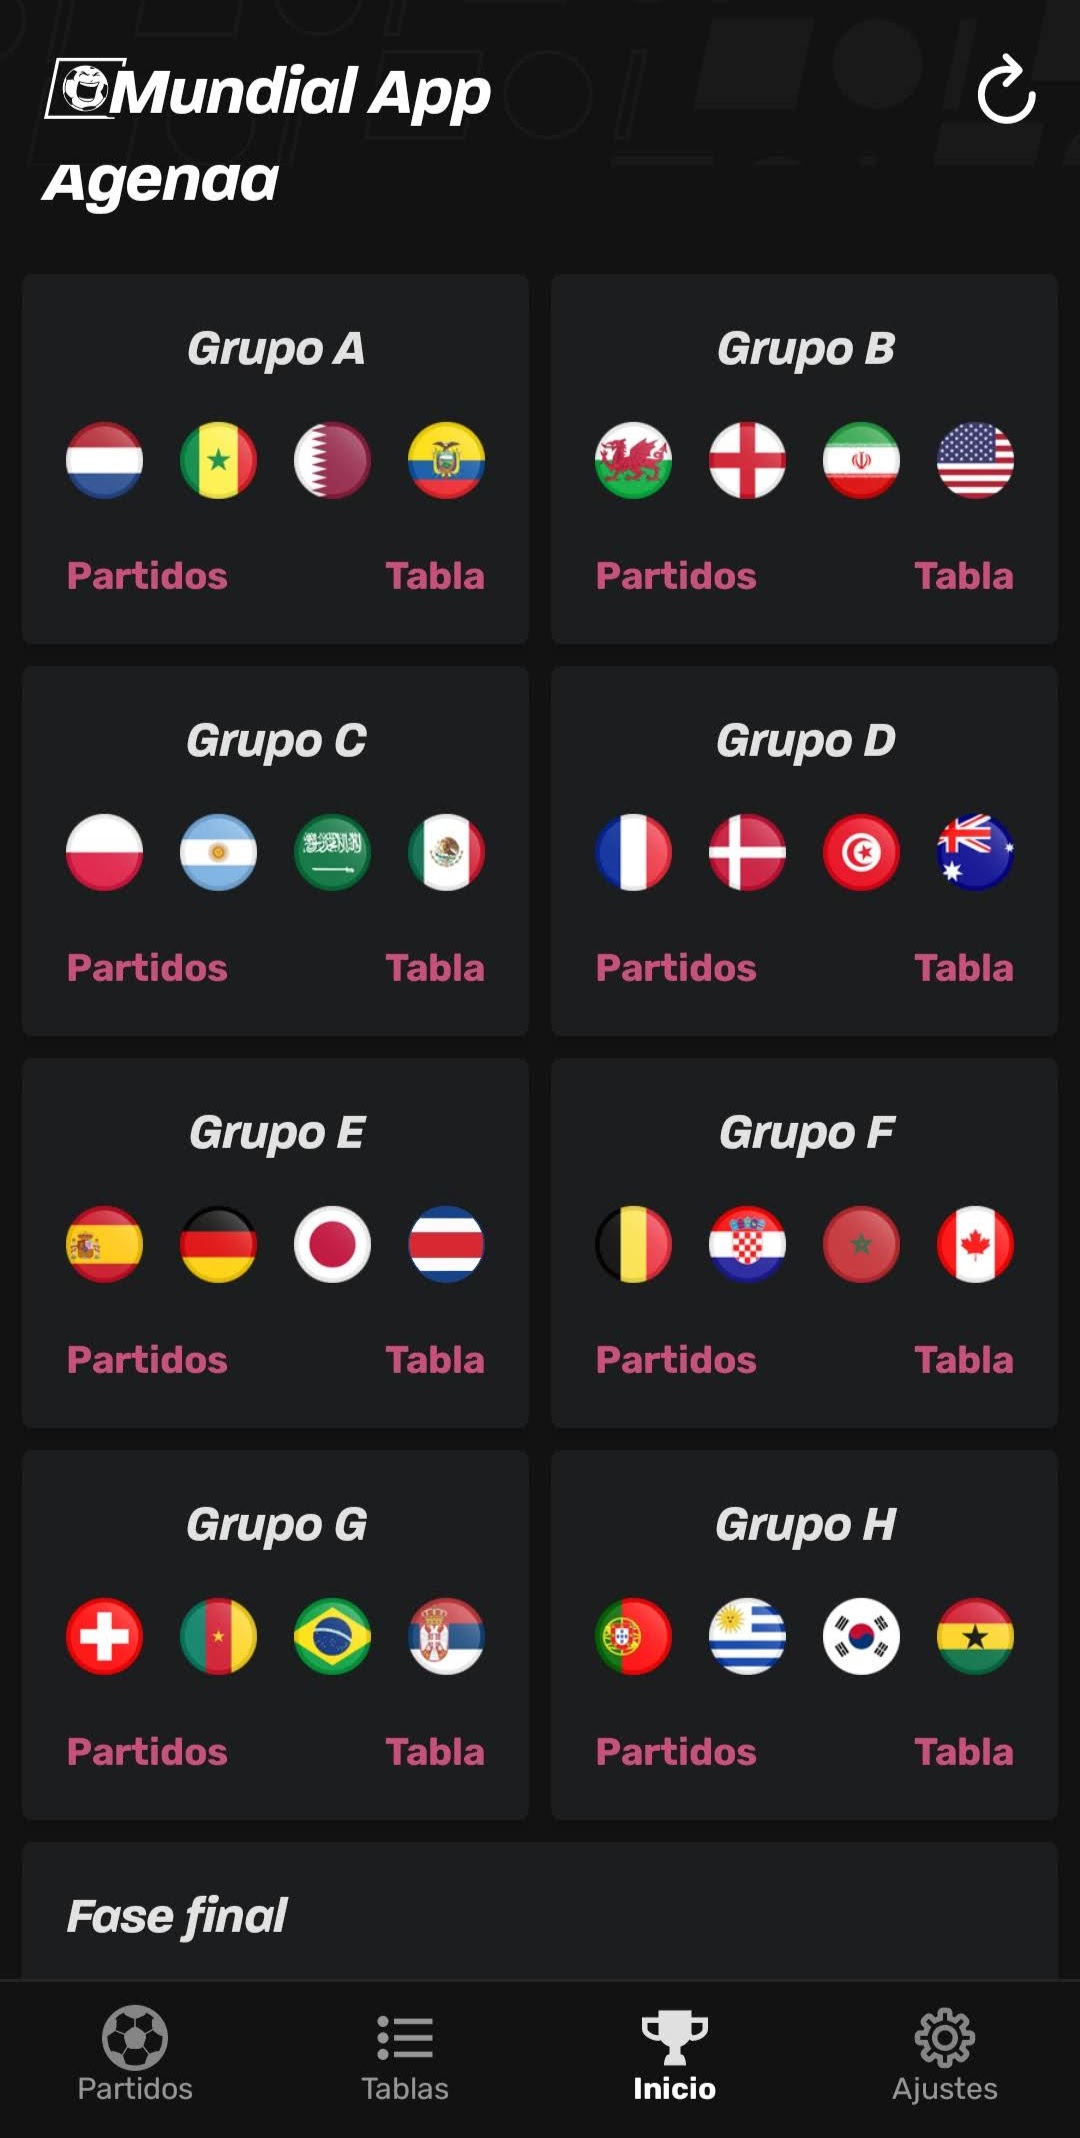 Mundial App
Agenda
Grupo A
Grupo B
Partidos Tabla
Partidos Tabla
Grupo C
Grupo D
Partidos Tabla
Partidos Tabla
Grupo E
Grupo F
Partidos Tabla
Partidos Tabla
Grupo G
Grupo H
Partidos Tabla
Partidos Tabla
Fase final
Partidos
Tablas
Inicio
Ajustes